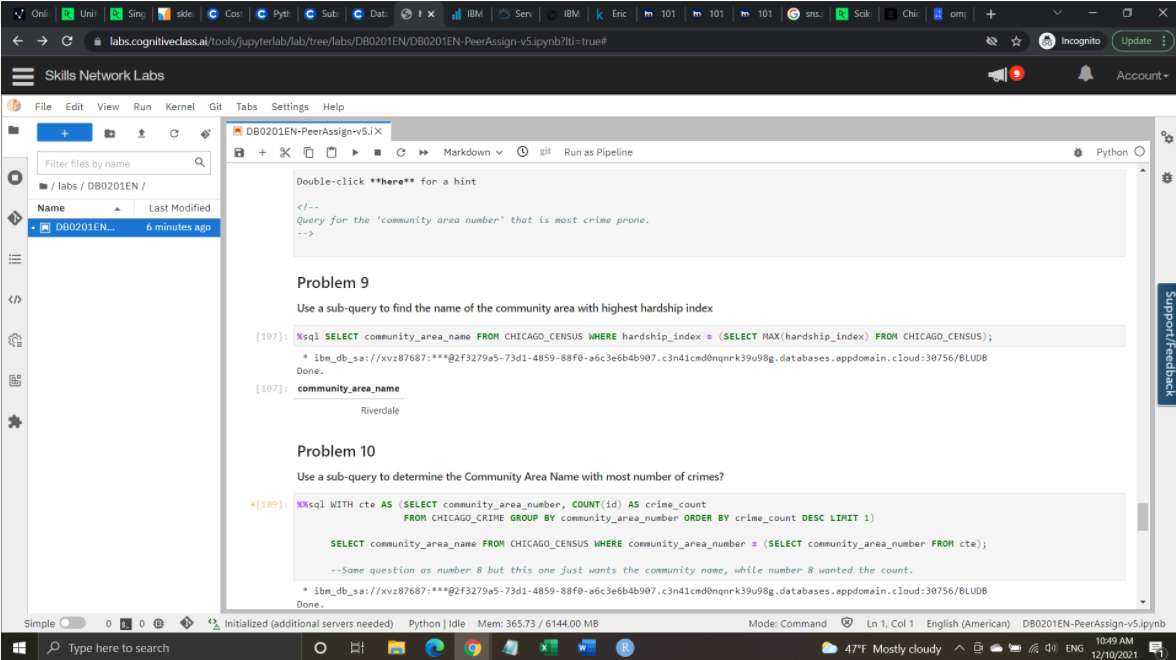 Onli
Unit
Sing
skle
Cost
Pyth
Sub
Data
IBM
Serv
IBM
Eric
101
101
101
sns.
Scik
Chic
omp
labs.cognitiveclass.ai/tools/jupyterlab/lab/tree/labs/DB0201EN/DB0201EN-PeerAssign-v5.ipynb?lti=true#
Incognito
Update
Skills Network Labs
9
Account
File Edit View Run Kernel Git Tabs Settings Help
DB0201EN-PeerAssign-v5.i
Markdown
git
Run as Pipeline
Python
Filter files by name
/ labs / DB0201EN /
Name
Last Modified
DB0201EN...
6 minutes ago
Double-click **here** for a hint
<!--
Query for the 'community area number' that is most crime prone.
-->
Problem 9
Use a sub-query to find the name of the community area with highest hardship index
[107]: %sql SELECT community_area_name FROM CHICAGO_CENSUS WHERE hardship_index = (SELECT MAX(hardship_index) FROM CHICAGO_CENSUS);
* ibm_db_sa://xvz87687:***@2f3279a5-73d1-4859-88f0-a6c3e6b4b907.c3n41cmd0nqnrk39u98g.databases.appdomain.cloud:30756/BLUDB
Done.
[107]: community_area_name
Riverdale
Problem 10
Use a sub-query to determine the Community Area Name with most number of crimes?
[109]: %%sql WITH cte AS (SELECT community_area_number, COUNT(id) AS crime_count
FROM CHICAGO_CRIME GROUP BY community_area_number ORDER BY crime_count DESC LIMIT 1)
SELECT community_area_name FROM CHICAGO_CENSUS WHERE community_area_number = (SELECT community_area_number FROM cte);
--Same question as number 8 but this one just wants the community name, while number 8 wanted the count.
* ibm_db_sa://xvz87687:***@2f3279a5-73d1-4859-88f0-a6c3e6b4b907.c3n41cmd0nqnrk39u98g.databases.appdomain.cloud:30756/BLUDB
Done.
Support/Feedback
Simple
0
0
Initialized (additional servers needed)
Python | Idle
Mem: 365.73 / 6144.00 MB
Mode: Command
Ln 1, Col 1
English (American)
DB0201EN-PeerAssign-v5.ipynb
Type here to search
47°F Mostly cloudy
ENG
10:49 AM
12/10/2021
1